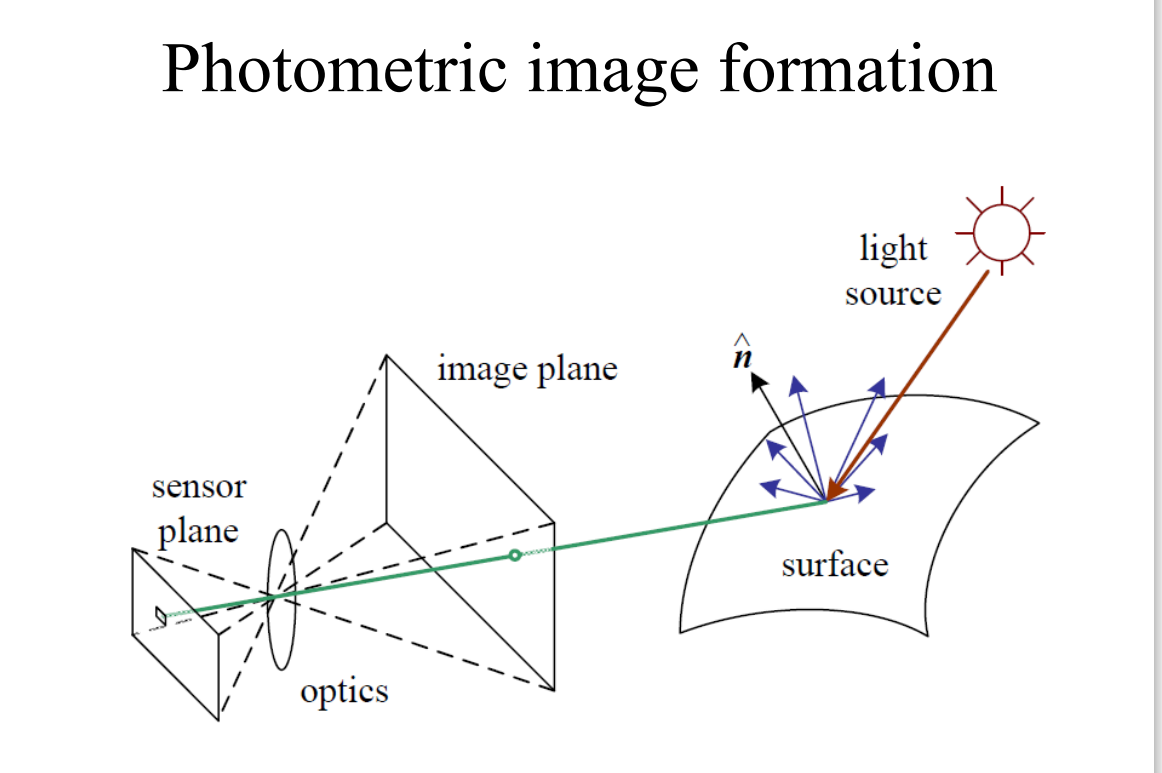 Photometric image formation
light
source
n̂
image plane
sensor
plane
surface
optics